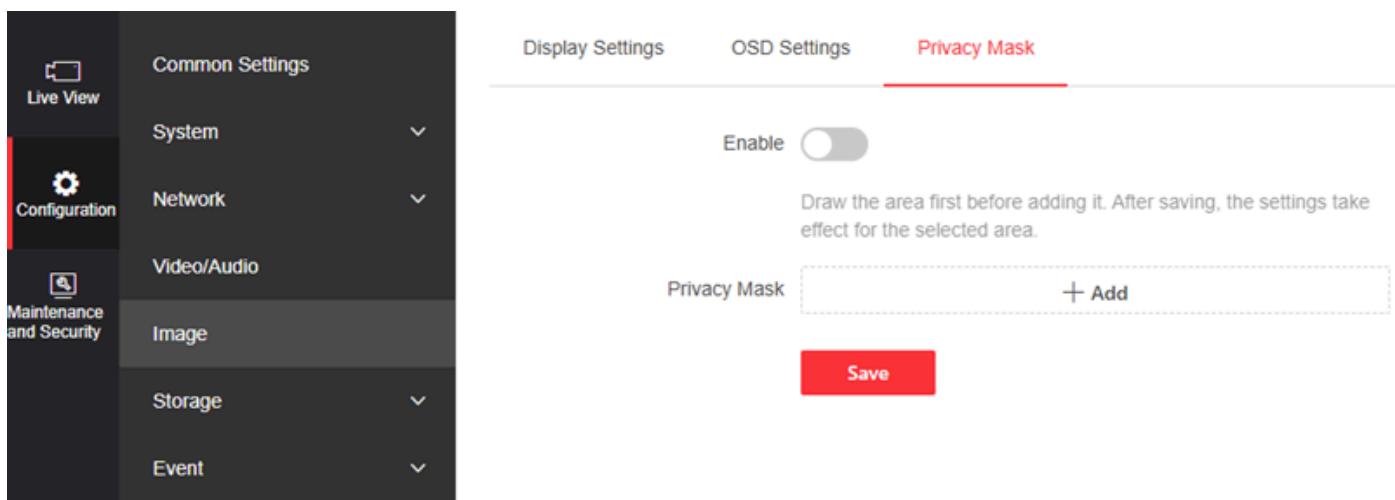 Live View
Configuration
Maintenance
and Security
Common Settings
System
Network
Video/Audio
Image
Storage
Event
Display Settings OSD Settings Privacy Mask
Enable
Draw the area first before adding it. After saving, the settings take
effect for the selected area.
Privacy Mask + Add
Save